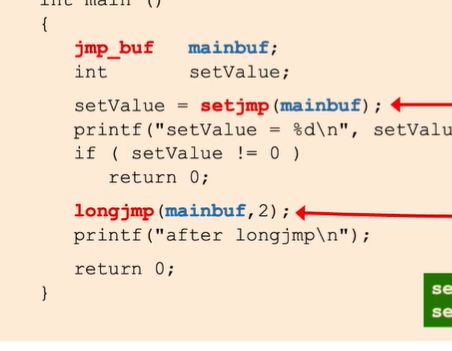 int main ()
{
jmp_buf mainbuf;
int setValue;
setValue = setjmp(mainbuf);
printf("setValue = %d\n", setValu
if ( setValue != 0 )
return 0;
longjmp(mainbuf,2);
printf("after longjmp\n");
return 0;
}
se
se